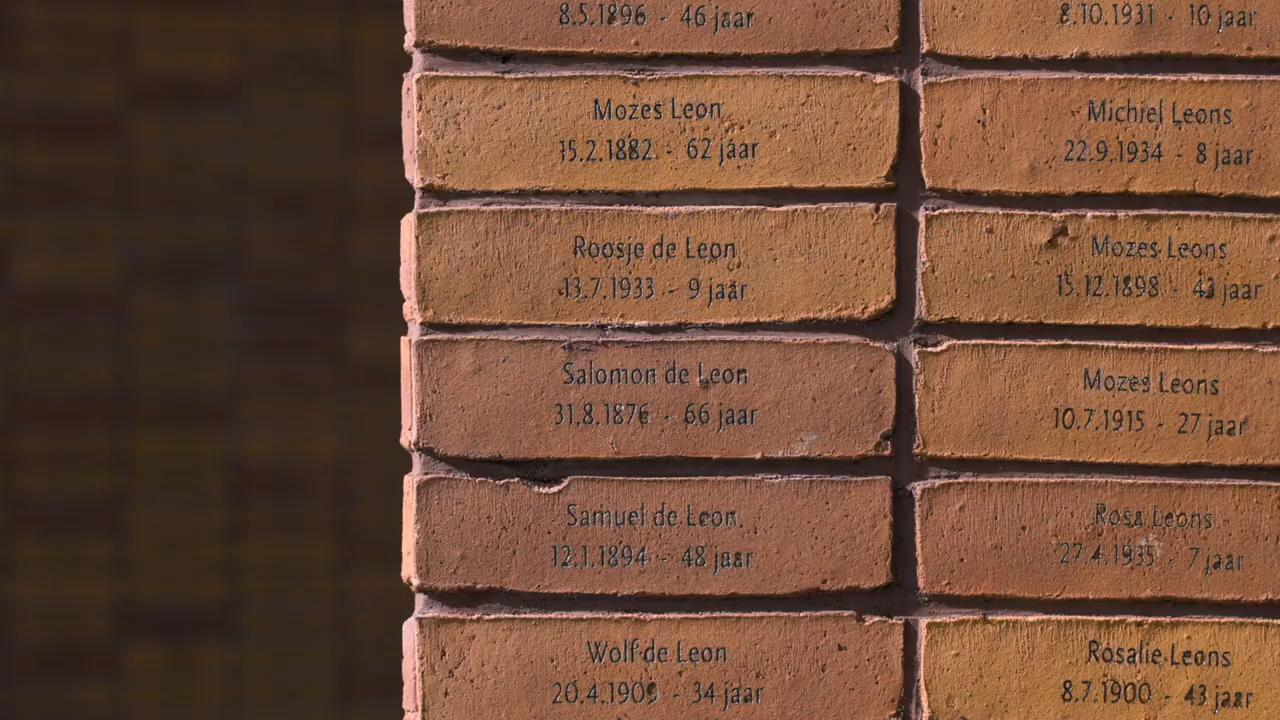 8.5.1896 - 46 jaar
Mozes Leon
15.2.1882 - 62 jaar
Roosje de Leon
13.7.1933 - 9 jaar
Salomon de Leon
31.8.1876 - 66 jaar
Samuel de Leon
12.1.1894 - 48 jaar
Wolf de Leon
20.4.1909 - 34 jaar
8.10.1931 - 10 jaar
Michiel Leons
22.9.1934 - 8 jaar
Mozes Leons
15.12.1898 - 43 jaar
Mozes Leons
10.7.1915 - 27 jaar
Rosa Leons
27.4.1935 - 7 jaar
Rosalie Leons
8.7.1900 - 43 jaar